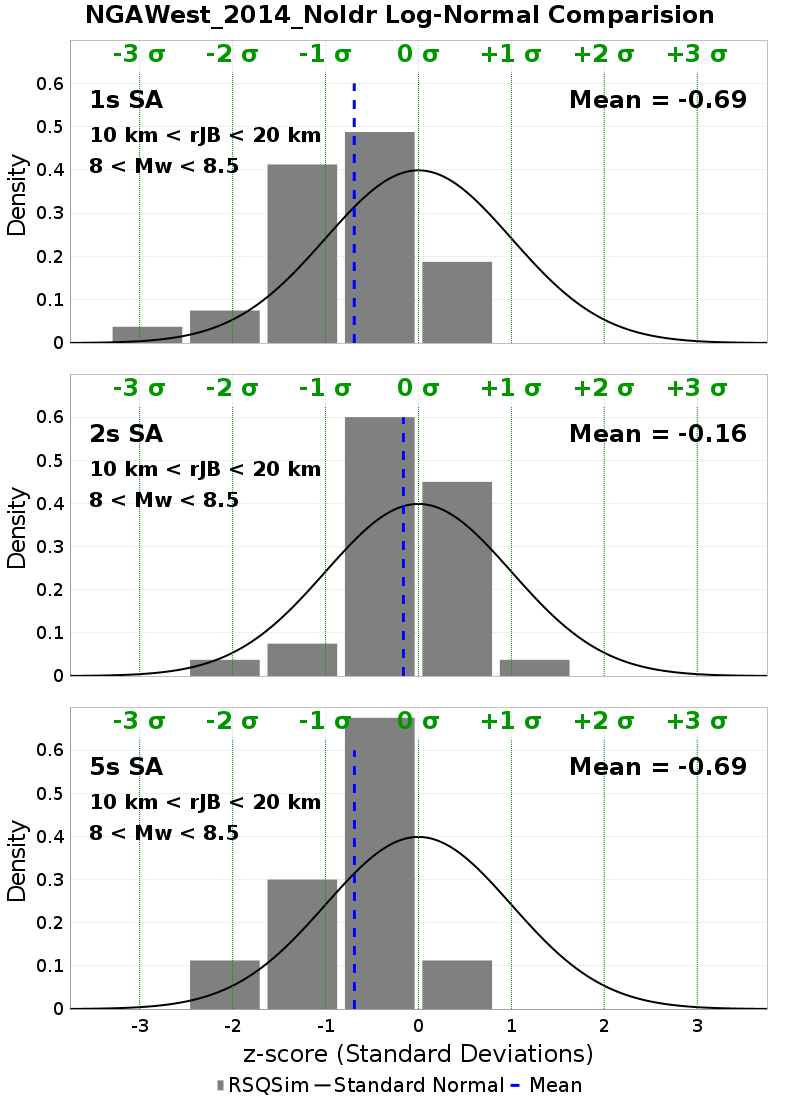 NGAWest_2014_NoIdr Log-Normal Comparision
-3 σ -2 σ -1 σ 0 σ +1 σ +2 σ +3 σ
1s SA
Mean = -0.69
10 km < rJB < 20 km
8 < Mw < 8.5
Density
0.6
0.5
0.4
0.3
0.2
0.1
0
-3 σ -2 σ -1 σ 0 σ +1 σ +2 σ +3 σ
2s SA
Mean = -0.16
10 km < rJB < 20 km
8 < Mw < 8.5
Density
0.6
0.5
0.4
0.3
0.2
0.1
0
-3 σ -2 σ -1 σ 0 σ +1 σ +2 σ +3 σ
5s SA
Mean = -0.69
10 km < rJB < 20 km
8 < Mw < 8.5
Density
0.6
0.5
0.4
0.3
0.2
0.1
0
-3 -2 -1 0 1 2 3
z-score (Standard Deviations)
RSQSim Standard Normal Mean